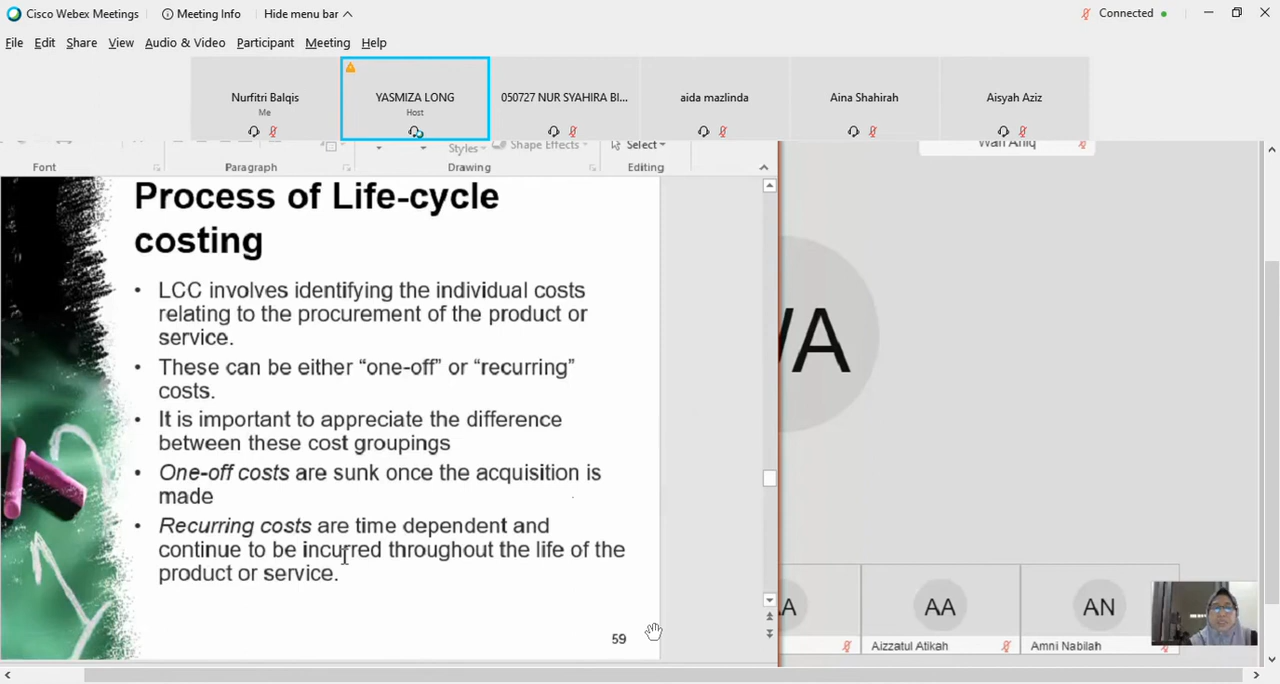 Cisco Webex Meetings
Meeting Info
Hide menu bar
Connected
File Edit Share View Audio & Video Participant Meeting Help
Nurfitri Balqis
Me
YASMIZA LONG
Host
050727 NUR SYAHIRA BI...
aida mazlinda
Aina Shahirah
Aisyah Aziz
Styles
Shape Effects
Select
Font
Paragraph
Drawing
Editing
Wan Afiq
Process of Life-cycle
costing
• LCC involves identifying the individual costs
relating to the procurement of the product or
service.
• These can be either “one-off” or “recurring”
costs.
• It is important to appreciate the difference
between these cost groupings
• One-off costs are sunk once the acquisition is
made
• Recurring costs are time dependent and
continue to be incurred throughout the life of the
product or service.
59
WA
AA
Aizzatul Atikah
AN
Amni Nabilah